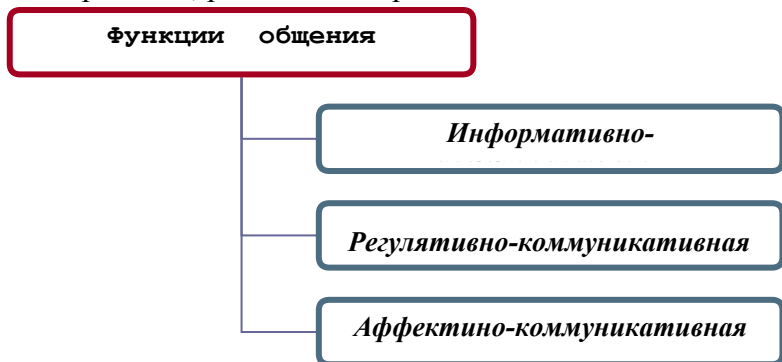 Функции общения
Информативно-
Регулятивно-коммуникативная
Аффектино-коммуникативная